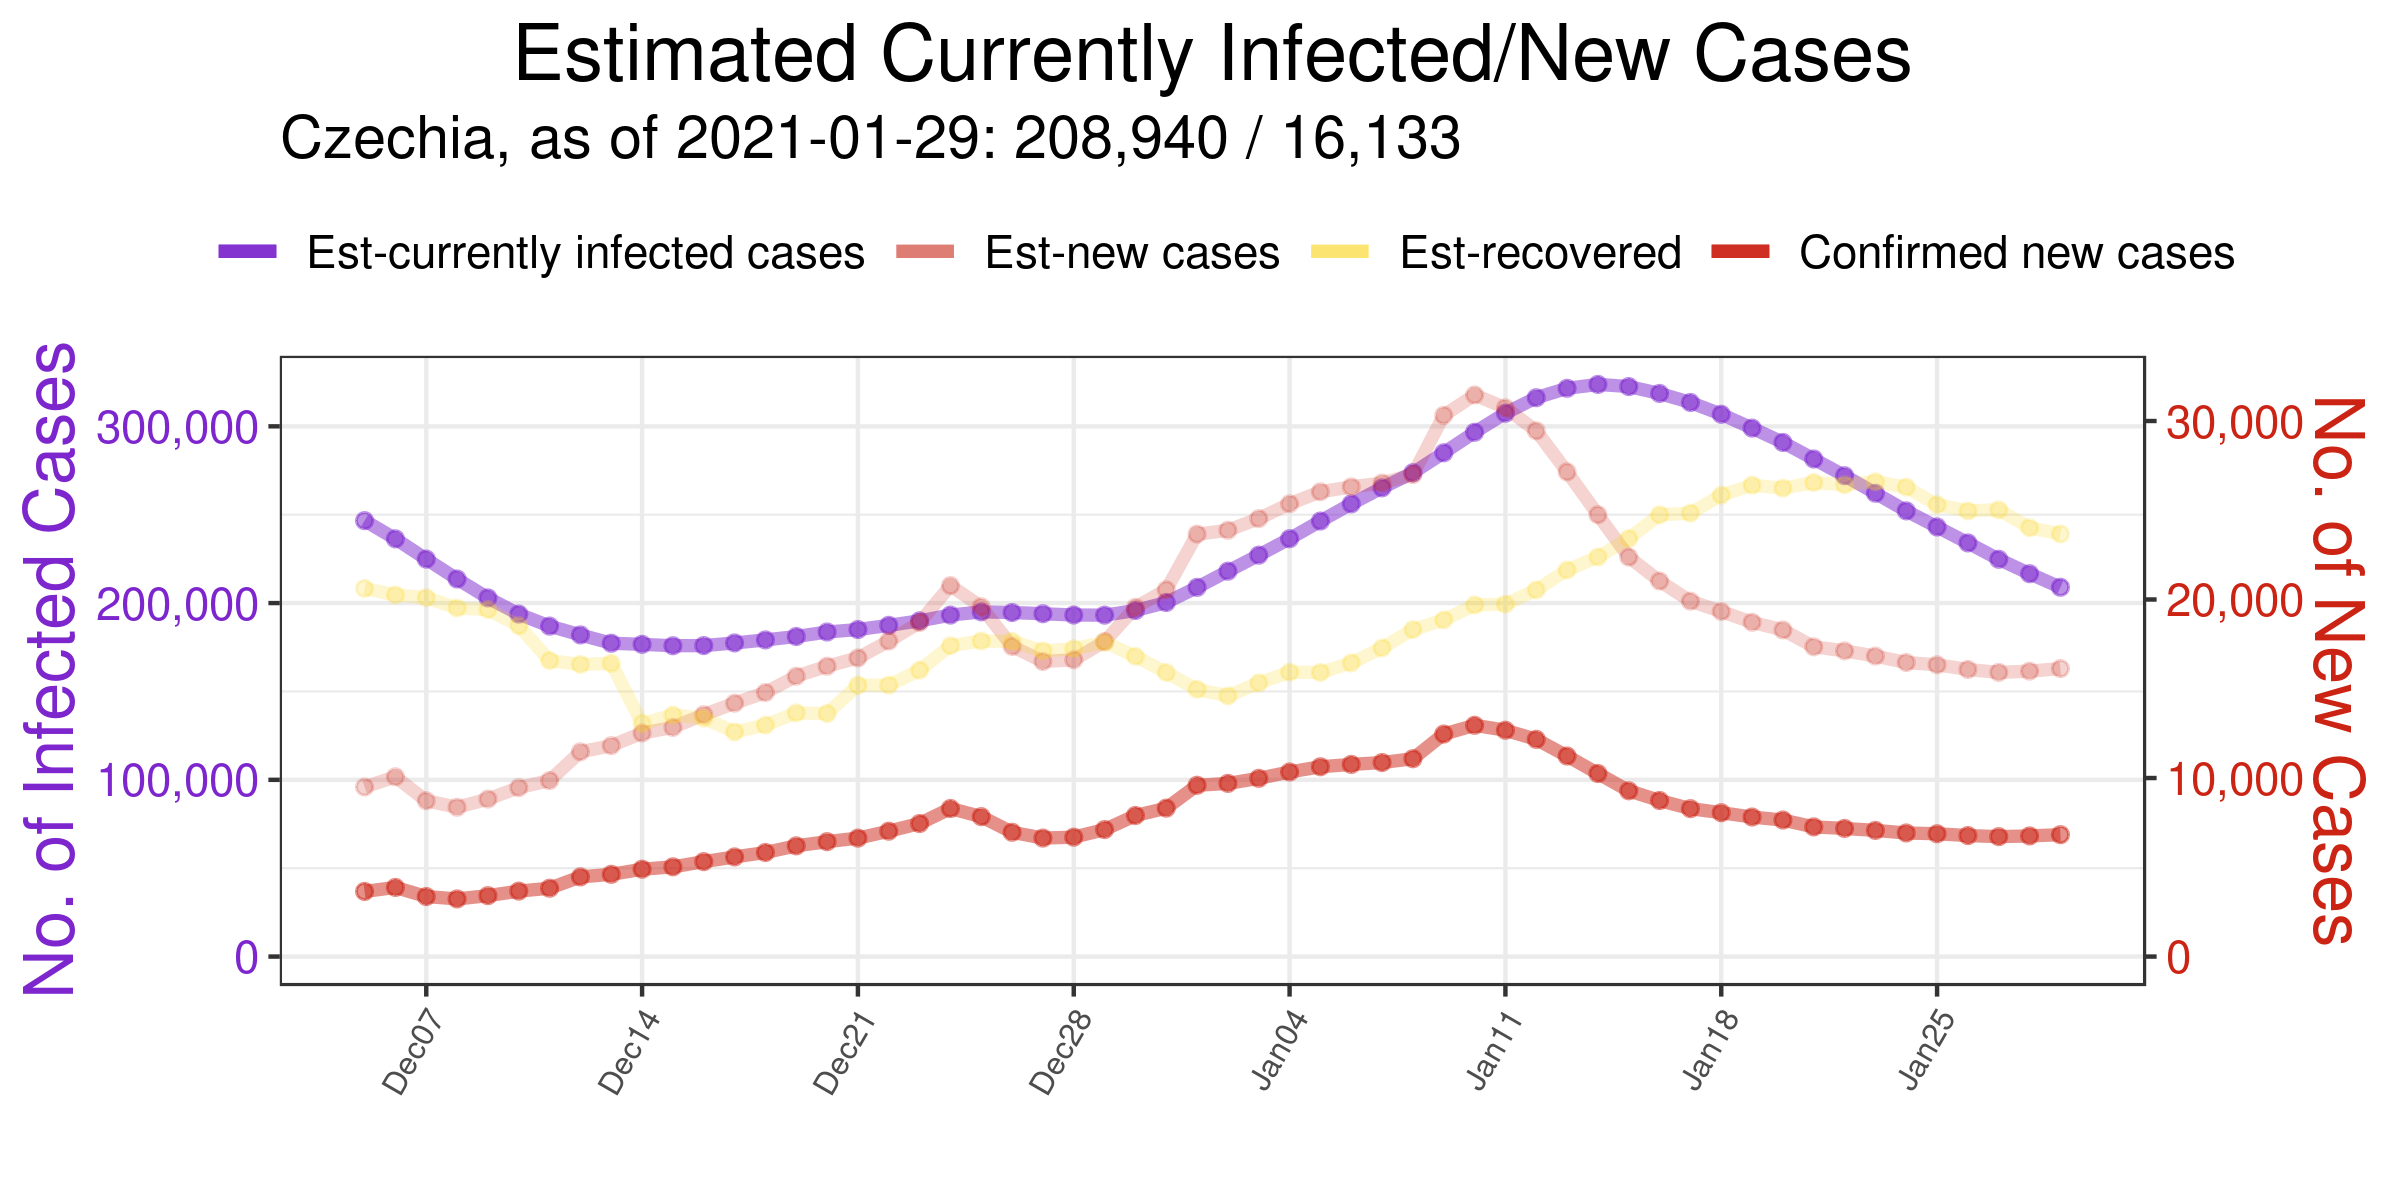 Estimated Currently Infected/New Cases
Czechia, as of 2021-01-29: 208,940 / 16,133
Est-currently infected cases Est-new cases Est-recovered Confirmed new cases
No. of Infected Cases
300,000
200,000
100,000
0
30,000
20,000
10,000
0
No. of New Cases
Dec07 Dec14 Dec21 Dec28 Jan04 Jan11 Jan18 Jan25